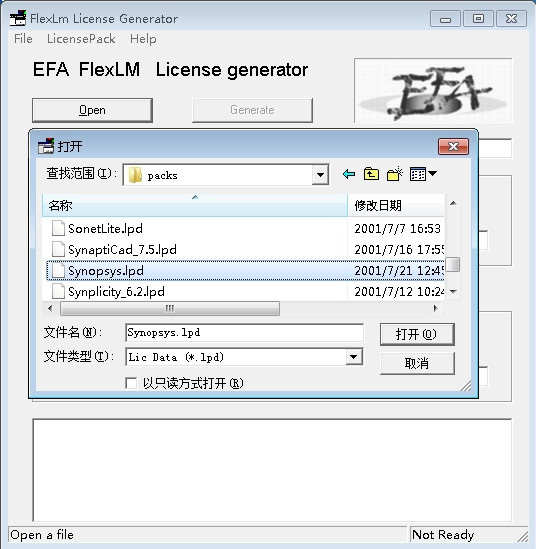 FlexLm License Generator
File LicensePack Help
EFA FlexLM License generator
EFA
Open Generate
打开
查找范围(I): packs
名称 修改日期
SonetLite.lpd 2001/7/7 16:53
SynaptiCad_7.5.lpd 2001/7/16 17:55
Synopsys.lpd 2001/7/21 12:45
Synplicity_6.2.lpd 2001/7/12 10:24
文件名(N): Synopsys.lpd 打开(O)
文件类型(T): Lic Data (*.lpd) 取消
以只读方式打开(R)
Open a file Not Ready